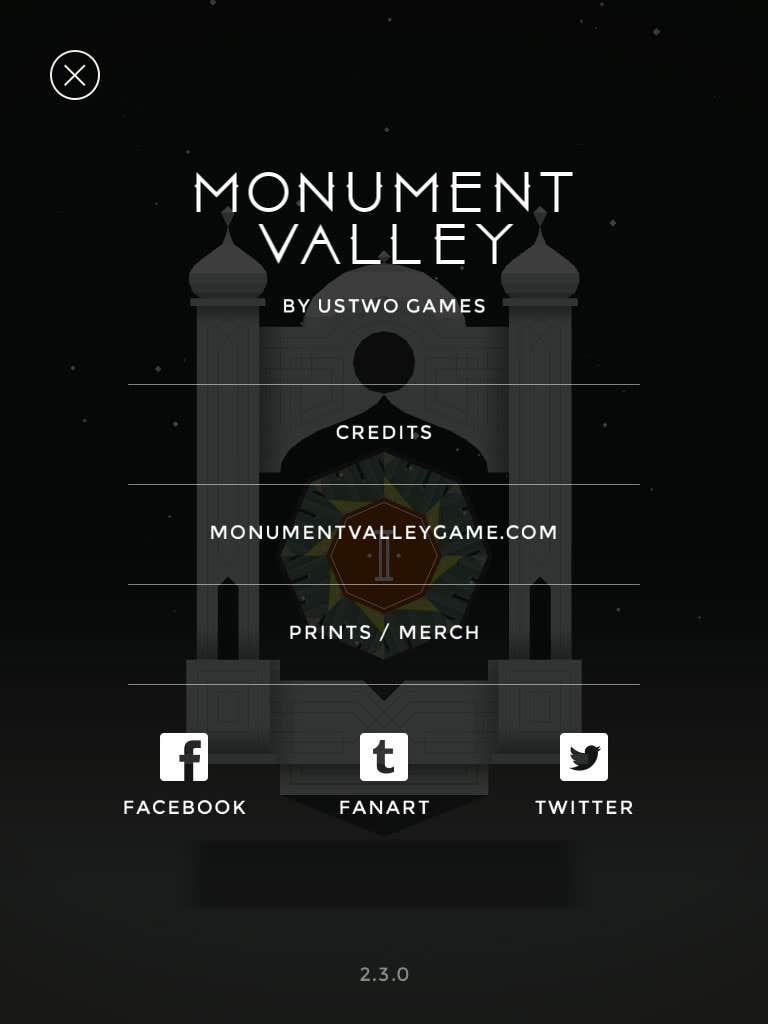 MONUMENT
VALLEY
BY USTWO GAMES
CREDITS
MONUMENTVALLEYGAME.COM
I
PRINTS / MERCH
FACEBOOK
FANART
TWITTER
2.3.0